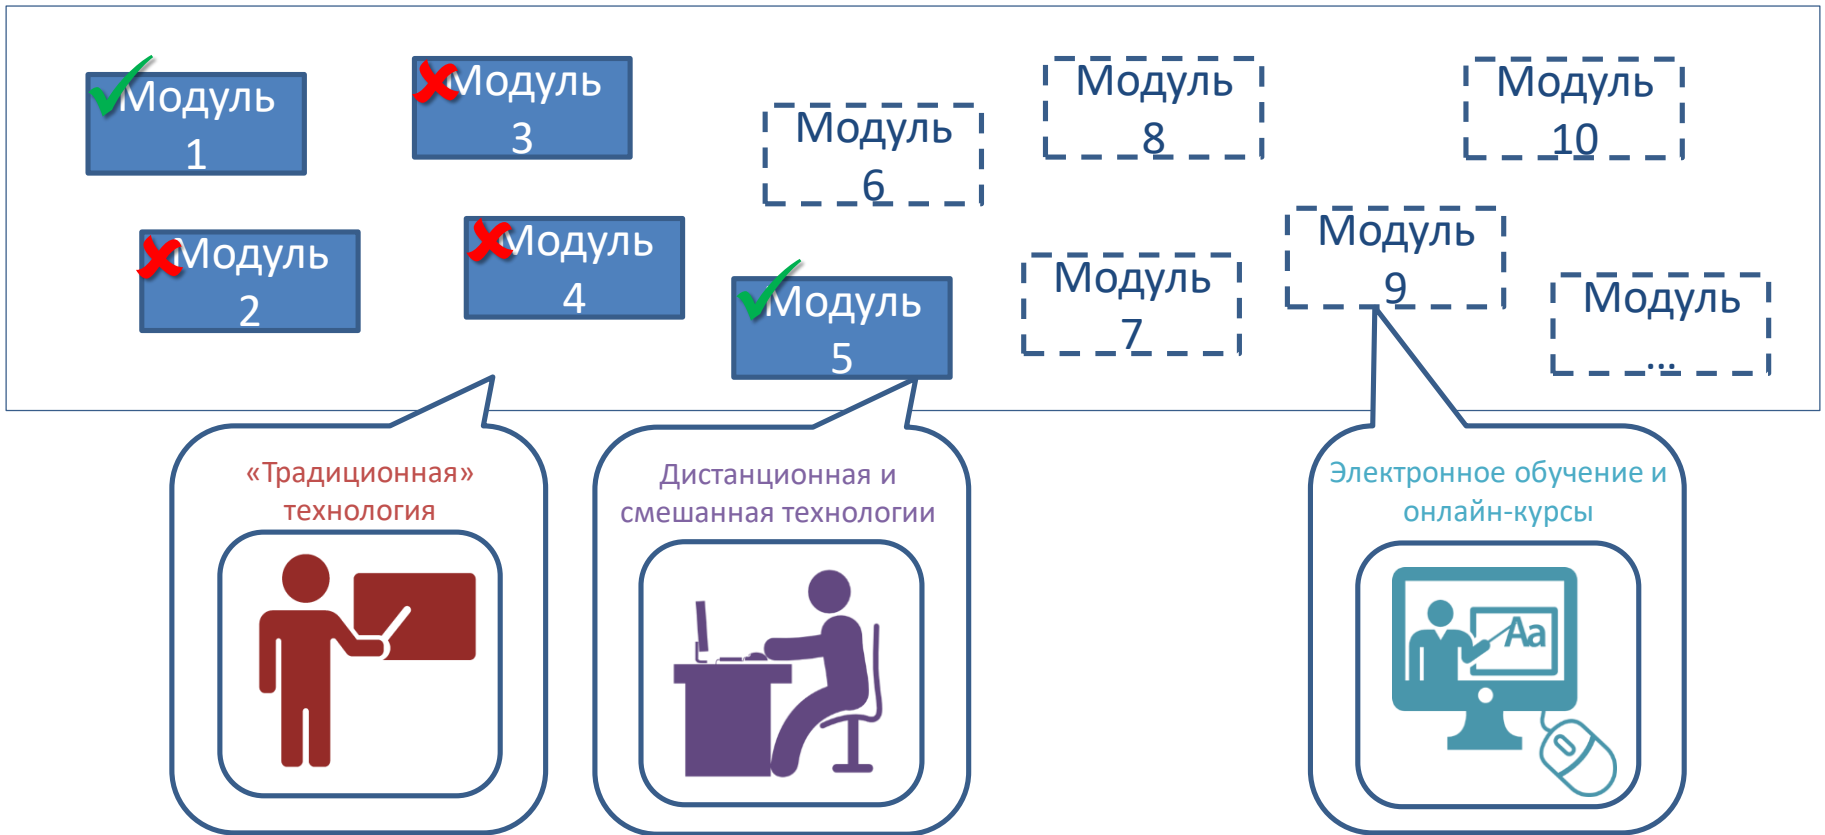 Модуль
1
Модуль
3
Модуль
6
Модуль
8
Модуль
10
Модуль
2
Модуль
4
Модуль
5
Модуль
7
Модуль
9
Модуль
...
«Традиционная»
технология
Дистанционная и
смешанная технологии
Электронное обучение и
онлайн-курсы
Aa